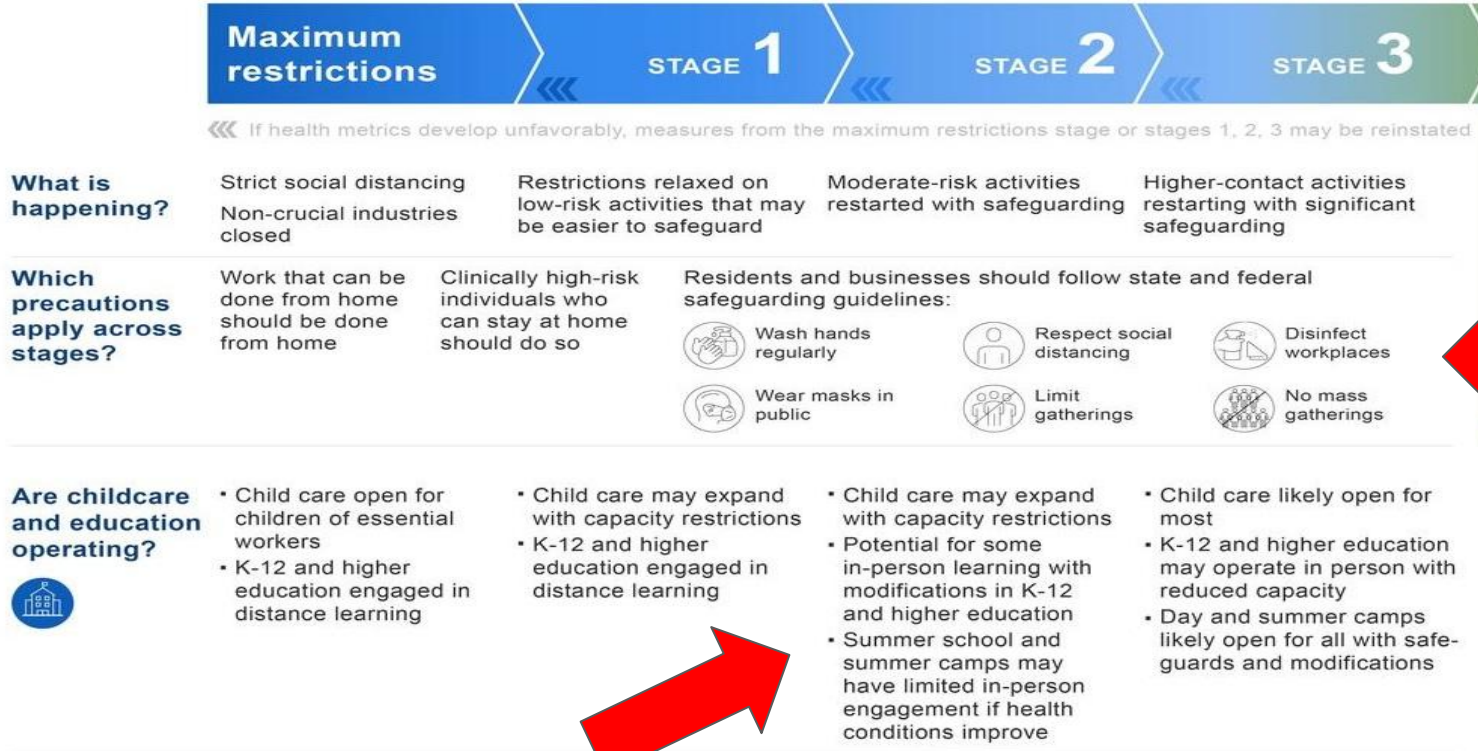 Maximum
restrictions
STAGE 1
STAGE 2
STAGE 3
If health metrics develop unfavorably, measures from the maximum restrictions stage or stages 1, 2, 3 may be reinstated
What is
happening?
Strict social distancing
Non-crucial industries
closed
Restrictions relaxed on
low-risk activities that may
be easier to safeguard
Moderate-risk activities
restarted with safeguarding
Higher-contact activities
restarting with significant
safeguarding
Which
precautions
apply across
stages?
Work that can be
done from home
should be done
from home
Clinically high-risk
individuals who
can stay at home
should do so
Residents and businesses should follow state and federal
safeguarding guidelines:
Wash hands
regularly
Respect social
distancing
Disinfect
workplaces
Wear masks in
public
Limit
gatherings
No mass
gatherings
Are childcare
and education
operating?
▪ Child care open for
children of essential
workers
▪ K-12 and higher
education engaged in
distance learning
▪ Child care may expand
with capacity restrictions
▪ K-12 and higher
education engaged in
distance learning
▪ Child care may expand
with capacity restrictions
▪ Potential for some
in-person learning with
modifications in K-12
and higher education
▪ Summer school and
summer camps may
have limited in-person
engagement if health
conditions improve
▪ Child care likely open for
most
▪ K-12 and higher education
may operate in person with
reduced capacity
▪ Day and summer camps
likely open for all with safe-
guards and modifications